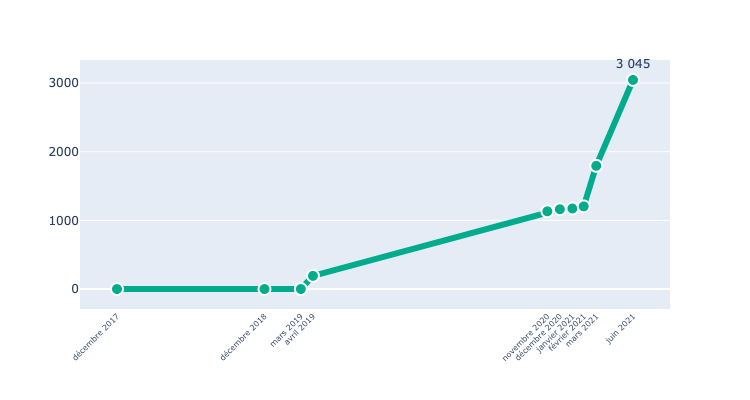 3 045
3000
2000
1000
0
décembre 2017
décembre 2018
mars 2019
avril 2019
novembre 2020
décembre 2020
janvier 2021
février 2021
mars 2021
juin 2021